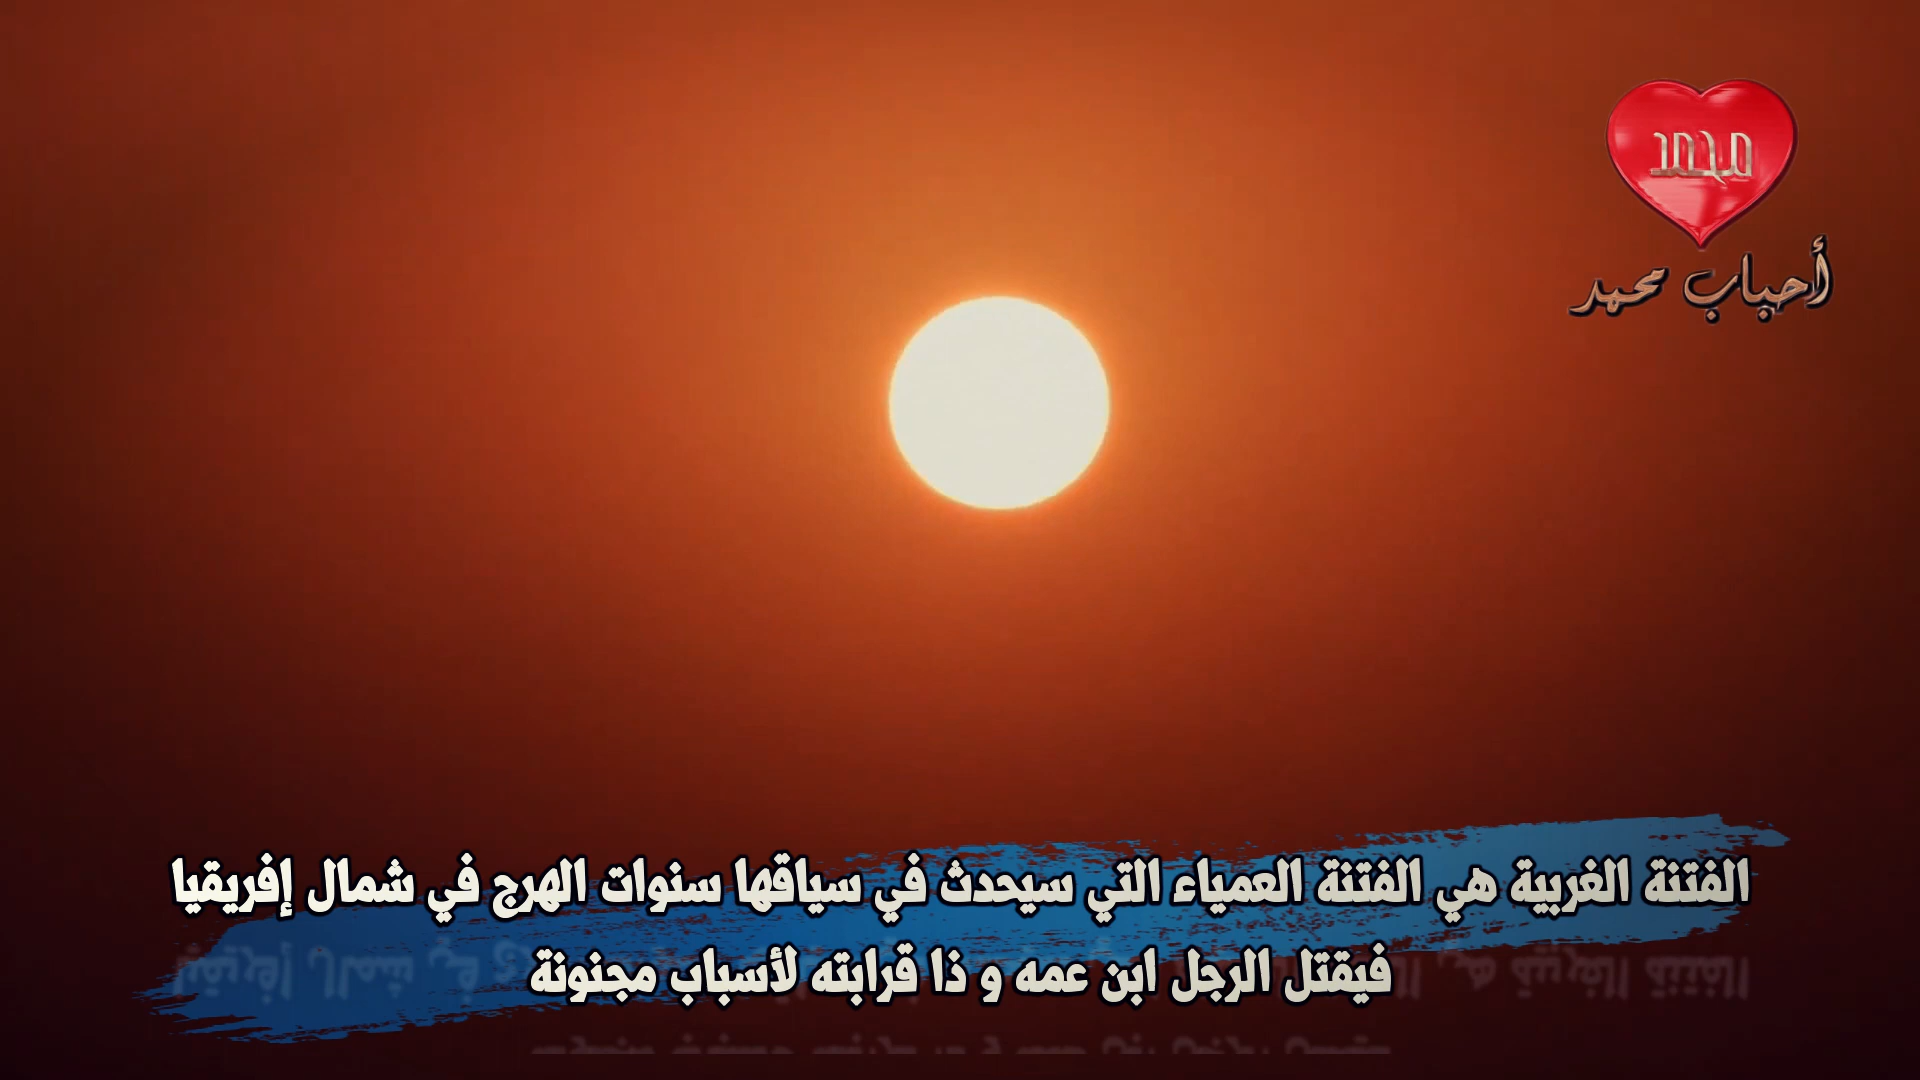 محمد
أحباب محمد
الفتنة الغربية هي الفتنة العمياء التي سيحدث في سياقها سنوات الهرج في شمال إفريقيا
فيقتل الرجل ابن عمه و ذا قرابته لأسباب مجنونة